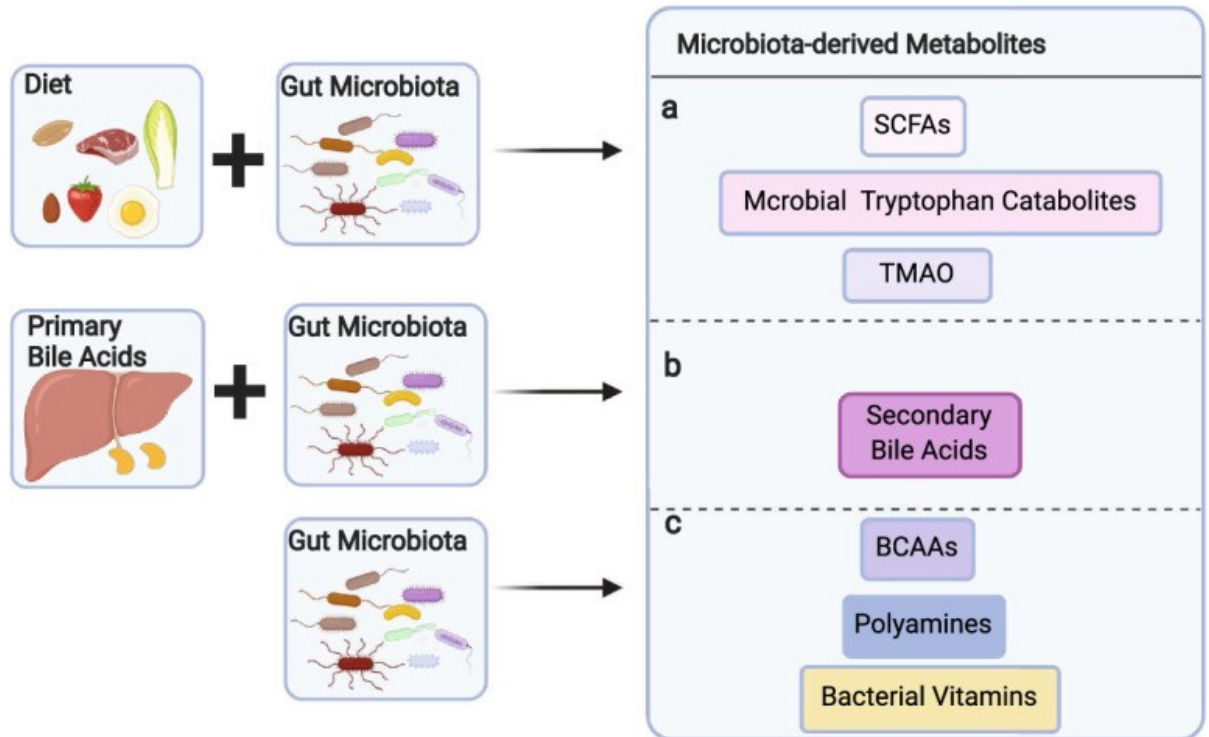 Microbiota-derived Metabolites
Diet
Gut Microbiota
a
SCFAs
Mcrobial Tryptophan Catabolites
TMAO
Primary
Bile Acids
Gut Microbiota
b
Secondary
Bile Acids
Gut Microbiota
c
BCAAs
Polyamines
Bacterial Vitamins